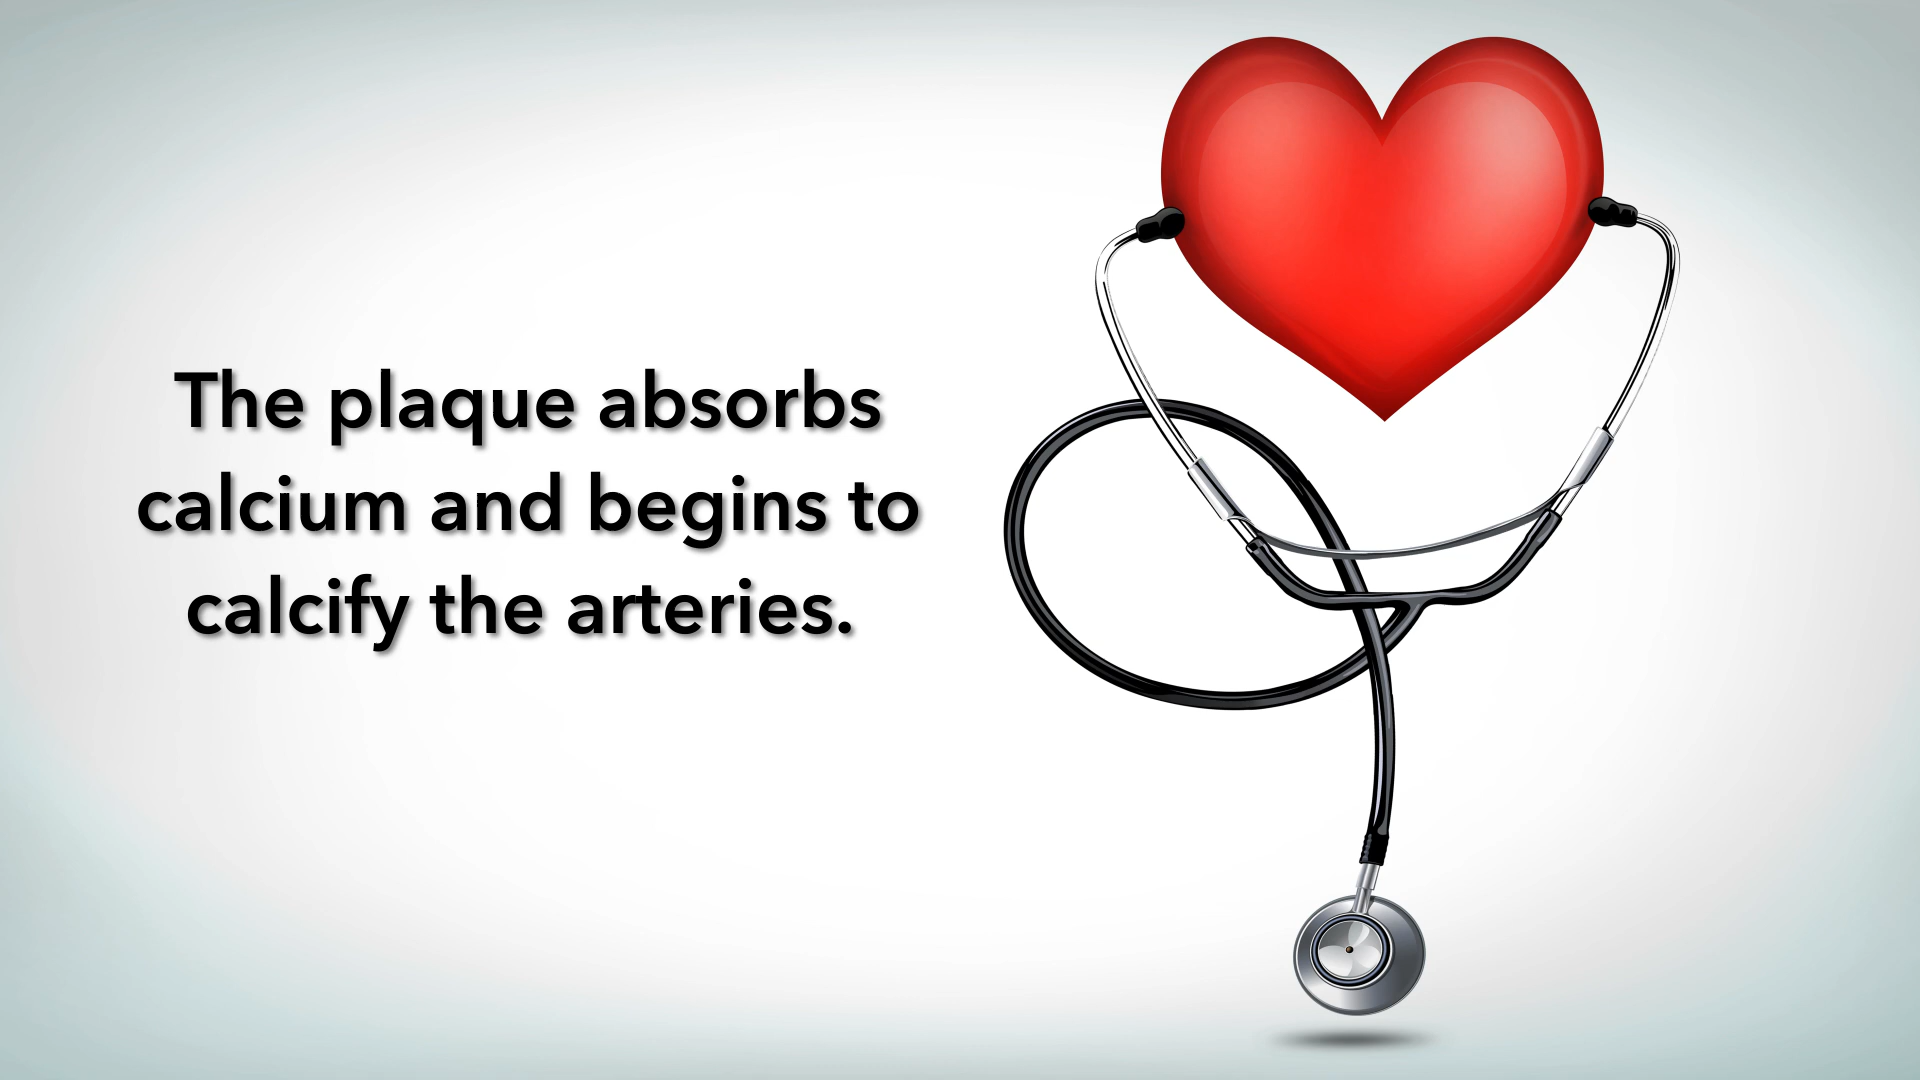 The plaque absorbs
calcium and begins to
calcify the arteries.